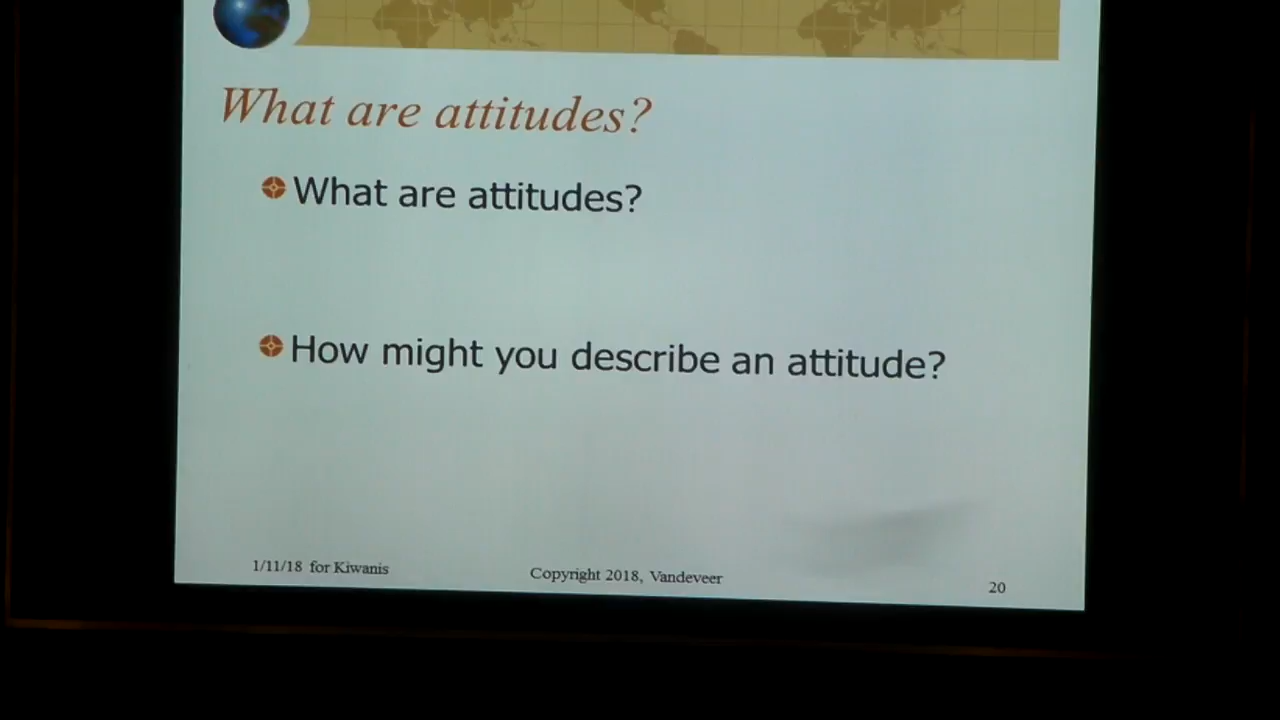 What are attitudes?
What are attitudes?
How might you describe an attitude?
1/11/18 for Kiwanis
Copyright 2018, Vandeveer
20